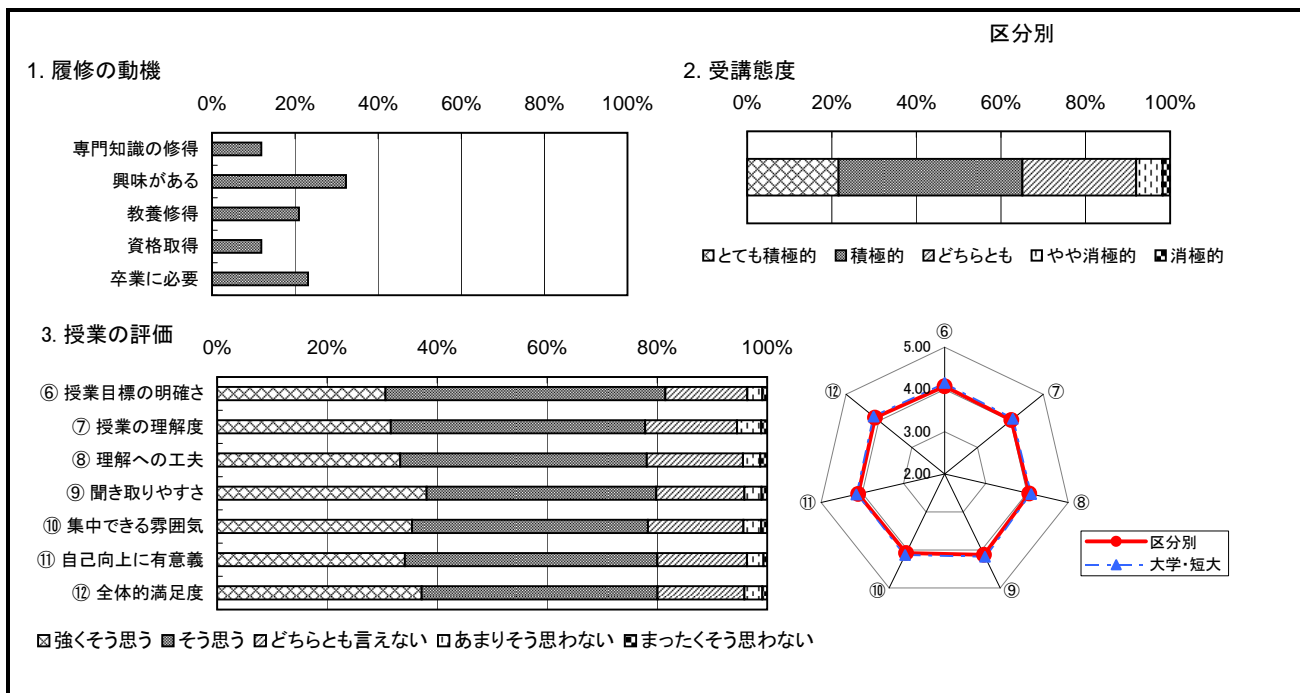 区分別
1. 履修の動機
0% 20% 40% 60% 80% 100%
専門知識の修得
興味がある
教養修得
資格取得
卒業に必要
2. 受講態度
0% 20% 40% 60% 80% 100%
とても積極的 積極的 どちらとも やや消極的 消極的
3. 授業の評価
0% 20% 40% 60% 80% 100%
⑥ 授業目標の明確さ
⑦ 授業の理解度
⑧ 理解への工夫
⑨ 聞き取りやすさ
⑩ 集中できる雰囲気
⑪ 自己向上に有意義
⑫ 全体的満足度
強くそう思う そう思う どちらとも言えない あまりそう思わない まったくそう思わない
⑥
5.00
⑫ ⑦
4.00
3.00
2.00
⑪ ⑧
⑩ ⑨
区分別
大学・短大